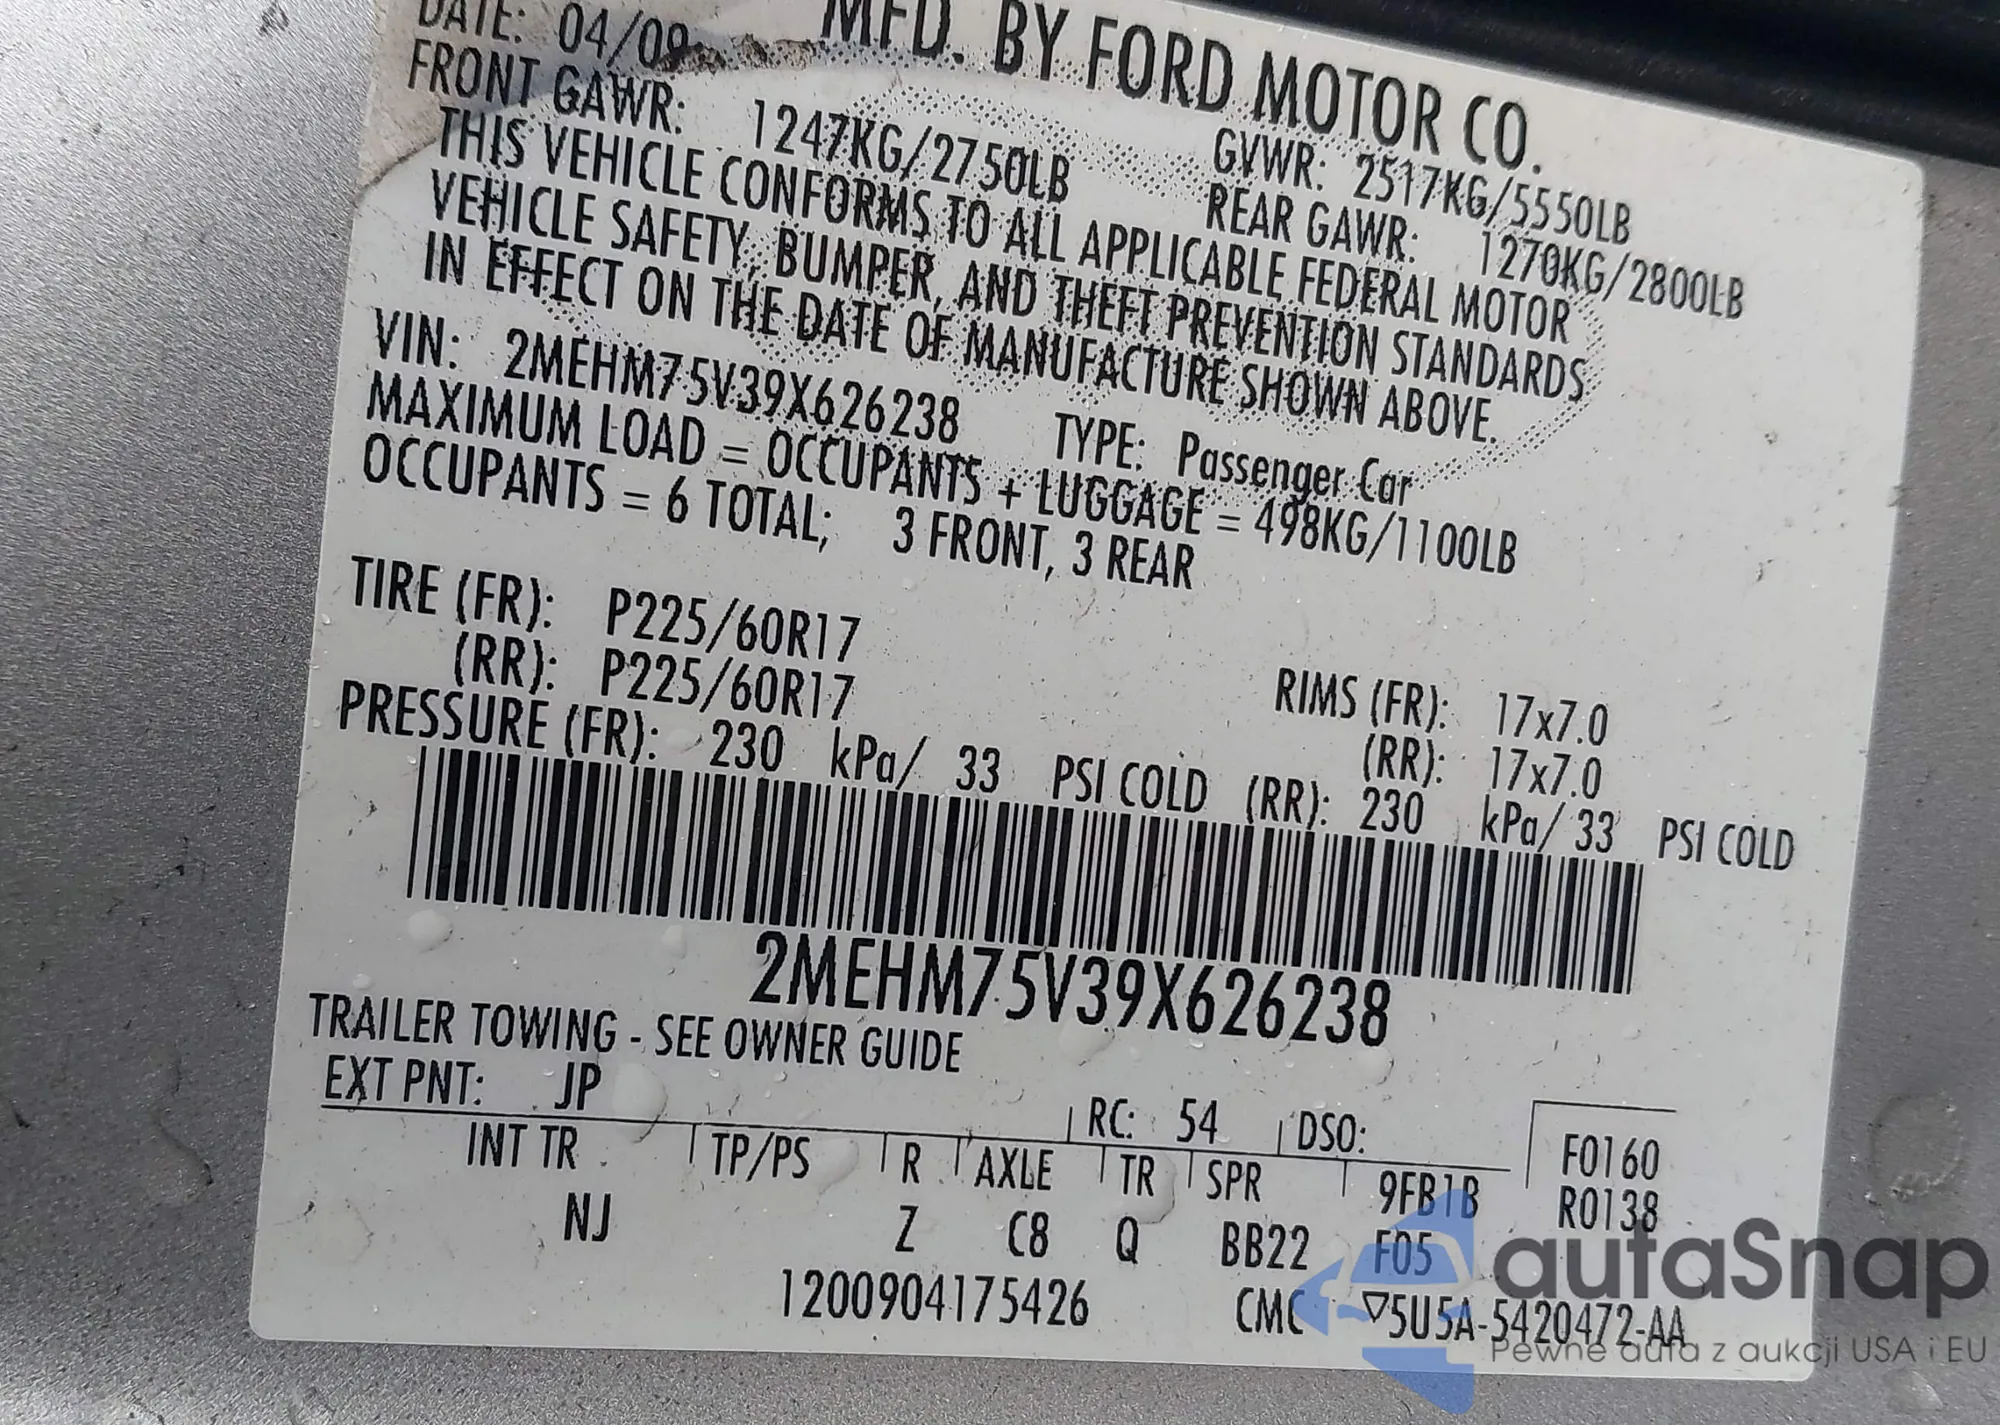 DATE: 04/09 MFD. BY FORD MOTOR CO.
FRONT GAWR: 1247KG/2750LB GVWR: 2517KG/5550LB
REAR GAWR: 1270KG/2800LB
THIS VEHICLE CONFORMS TO ALL APPLICABLE FEDERAL MOTOR
VEHICLE SAFETY, BUMPER, AND THEFT PREVENTION STANDARDS
IN EFFECT ON THE DATE OF MANUFACTURE SHOWN ABOVE.
VIN: 2MEHM75V39X626238 TYPE: Passenger Car
MAXIMUM LOAD = OCCUPANTS + LUGGAGE = 498KG/1100LB
OCCUPANTS = 6 TOTAL; 3 FRONT, 3 REAR
TIRE (FR): P225/60R17 RIMS (FR): 17x7.0
(RR): P225/60R17 (RR): 17x7.0
PRESSURE (FR): 230 kPa/ 33 PSI COLD (RR): 230 kPa/ 33 PSI COLD
2MEHM75V39X626238
TRAILER TOWING - SEE OWNER GUIDE
EXT PNT: JP RC: 54 DSO: F0160
INT TR TP/PS R AXLE TR SPR 9FB1B R0138
NJ Z C8 Q BB22 F05
1200904175426 CMC ▽5U5A-5420472-AA
autaSnap
Pewne auta z aukcji USA i EU